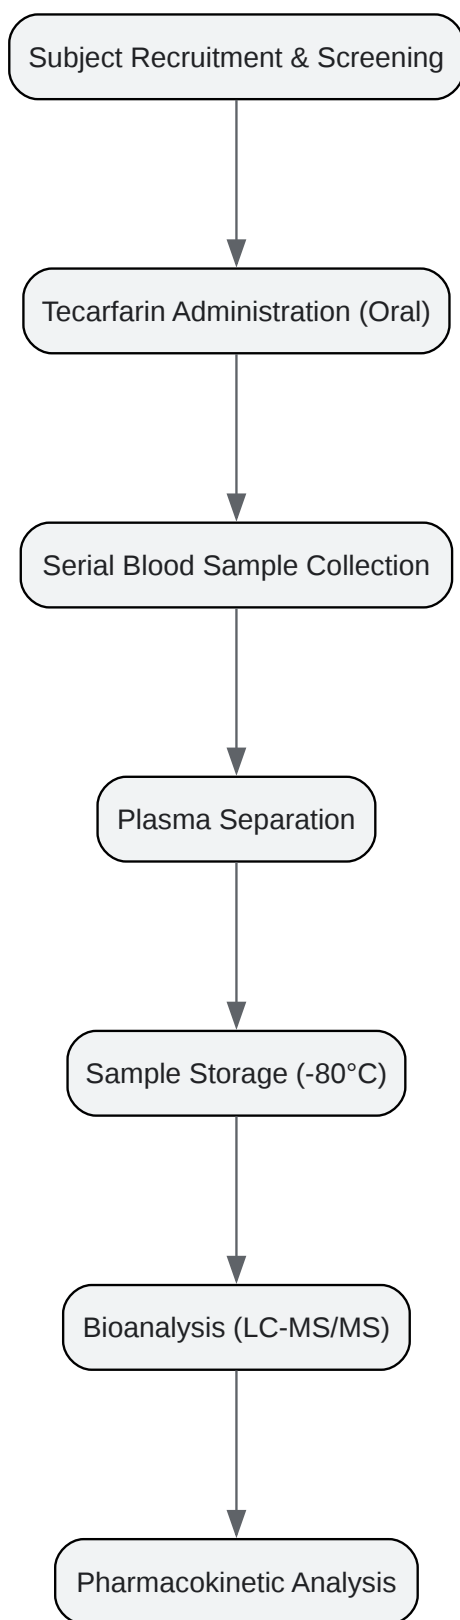 Subject Recruitment & Screening
Tecarfarin Administration (Oral)
Serial Blood Sample Collection
Plasma Separation
Sample Storage (-80°C)
Bioanalysis (LC-MS/MS)
Pharmacokinetic Analysis